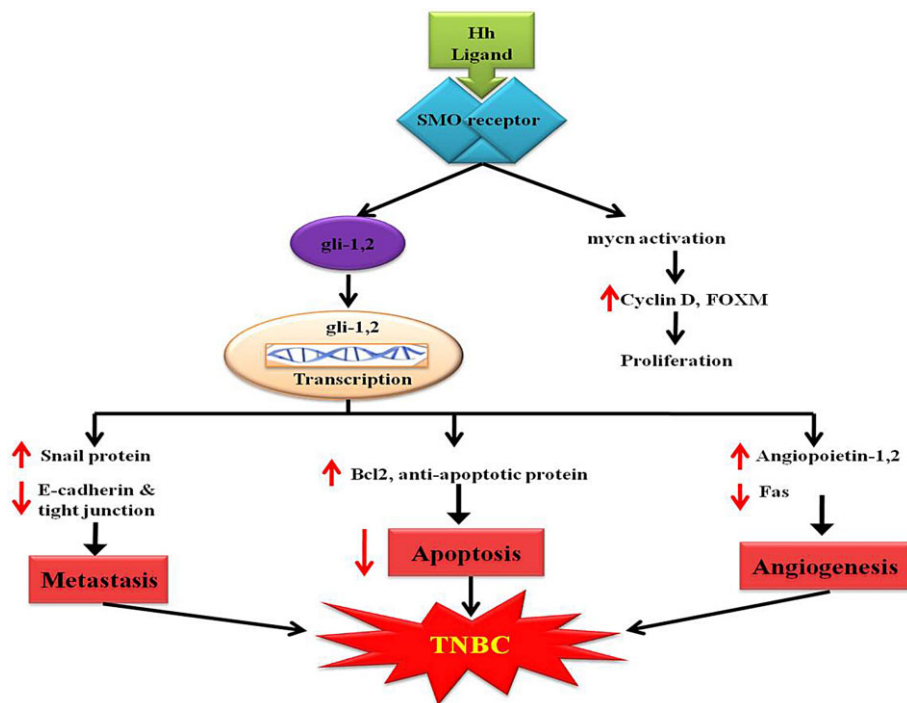 Hh
Ligand
SMO receptor
gli-1,2
mycn activation
Cyclin D, FOXM
Proliferation
gli-1,2
Transcription
Snail protein
E-cadherin &
tight junction
Bcl2, anti-apoptotic protein
Angiopoietin-1,2
Fas
Metastasis
Apoptosis
Angiogenesis
TNBC